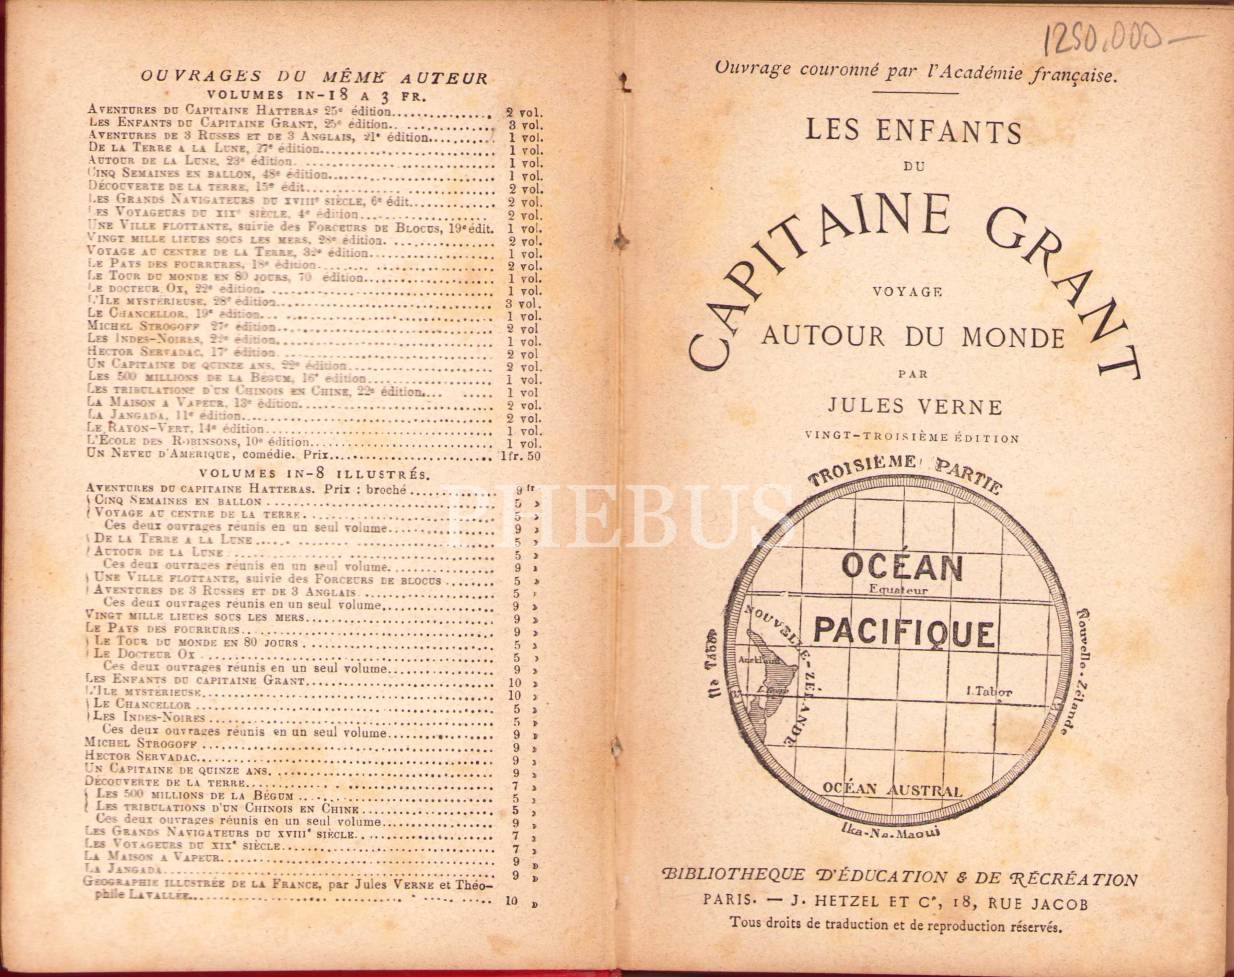 OUVRAGES DU MÊME AUTEUR
VOLUMES IN-18 A 3 FR.
AVENTURES DU CAPITAINE HATTERAS 25e édition............. 2 vol.
LES ENFANTS DU CAPITAINE GRANT, 25e édition............. 3 vol.
AVENTURES DE 3 RUSSES ET DE 3 ANGLAIS, 21e édition......... 1 vol.
DE LA TERRE A LA LUNE, 27e édition............. 1 vol.
AUTOUR DE LA LUNE, 23e édition. ............. 1 vol.
CINQ SEMAINES EN BALLON, 48e édition............. 1 vol.
DÉCOUVERTE DE LA TERRE, 15e édit............. 2 vol.
LES GRANDS NAVIGATEURS DU XVIIIe SIÈCLE, 6e édit............. 2 vol.
LES VOYAGEURS DU XIXe SIÈCLE, 4e édition............. 2 vol.
UNE VILLE FLOTTANTE, suivie des FORCEURS DE BLOCUS, 19e édit. 1 vol.
VINGT MILLE LIEUES SOUS LES MERS, 28e édition............. 2 vol.
VOYAGE AU CENTRE DE LA TERRE, 32e édition............. 1 vol.
LE PAYS DES FOURRURES, 18e édition............. 2 vol.
LE TOUR DU MONDE EN 80 JOURS, 70 édition............. 1 vol.
LE DOCTEUR OX, 22e édition............. 1 vol.
L'ILE MYSTÉRIEUSE, 28e édition............. 3 vol.
LE CHANCELLOR, 19e édition............. 1 vol.
MICHEL STROGOFF 27e édition............. 2 vol
LES INDES-NOIRES, 22e édition............. 1 vol.
HECTOR SERVADAC, 17e édition ............. 2 vol
UN CAPITAINE DE QUINZE ANS, 22e édition............. 2 vol.
LES 500 MILLIONS DE LA BEGUM, 16e edition............. 1 vol.
LES TRIBULATIONS D'UN CHINOIS EN CHINE, 22e édition............. 1 vol
LA MAISON A VAPEUR, 13e édition............. 2 vol.
LA JANGADA, 11e édition............. 2 vol.
LE RAYON-VERT, 14e édition............. 1 vol.
L'ÉCOLE DES ROBINSONS, 10e édition............. 1 vol.
UN NEVEU D'AMERIQUE, comédie. Prix............. 1fr. 50
VOLUMES IN-8 ILLUSTRÉS.
AVENTURES DU CAPITAINE HATTERAS. Prix : broché ............. 9 fr
CINQ SEMAINES EN BALLON ............. 5 »
VOYAGE AU CENTRE DE LA TERRE. ............. 5 »
Ces deux ouvrages réunis en un seul volume............. 9 »
DE LA TERRE A LA LUNE ............. 5 »
AUTOUR DE LA LUNE ............. 5 »
Ces deux ouvrages réunis en un seul volume............. 9 »
UNE VILLE FLOTTANTE, suivie des FORCEURS DE BLOCUS ........ 5 »
AVENTURES DE 3 RUSSES ET DE 3 ANGLAIS ............. 5 »
Ces deux ouvrages réunis en un seul volume............. 9 »
VINGT MILLE LIEUES SOUS LES MERS............. 9 »
LE PAYS DES FOURRURES............. 9 »
LE TOUR DU MONDE EN 80 JOURS ............. 5 »
LE DOCTEUR OX ............. 5 »
Ces deux ouvrages réunis en un seul volume............. 9 »
LES ENFANTS DU CAPITAINE GRANT............. 10 »
L'ILE MYSTÉRIEUSE............. 10 »
LE CHANCELLOR ............. 5 »
LES INDES-NOIRES ............. 5 »
Ces deux ouvrages réunis en un seul volume............. 9 »
MICHEL STROGOFF ............. 9 »
HECTOR SERVADAC............. 9 »
UN CAPITAINE DE QUINZE ANS. ............. 9 »
DÉCOUVERTE DE LA TERRE............. 7 »
LES 500 MILLIONS DE LA BÉGUM ............. 5 »
LES TRIBULATIONS D'UN CHINOIS EN CHINE ............. 5 »
Ces deux ouvrages réunis en un seul volume............. 9 »
LES GRANDS NAVIGATEURS DU XVIIIe SIÈCLE............. 7 »
LES VOYAGEURS DU XIXe SIÈCLE............. 7 »
LA MAISON A VAPEUR............. 9 »
LA JANGADA............. 9 »
GÉOGRAPHIE ILLUSTRÉE DE LA FRANCE, par JULES VERNE et Théo-
phile LAVALLÉE............. 10 »
PHEBUS
1250.000—
Ouvrage couronné par l'Académie française.
LES ENFANTS
DU
CAPITAINE GRANT
VOYAGE
AUTOUR DU MONDE
PAR
JULES VERNE
VINGT-TROISIÈME ÉDITION
TROISIÈME PARTIE
OCÉAN
Equateur
PACIFIQUE
NOUVELLE-ZÉLANDE
Auckland
I. Tabor
Ile Tabor
Nouvelle-Zélande
OCÉAN AUSTRAL
Ika-Na-Maoui
BIBLIOTHEQUE D'ÉDUCATION & DE RÉCRÉATION
PARIS. — J. HETZEL ET Ce, 18, RUE JACOB
Tous droits de traduction et de reproduction réservés.